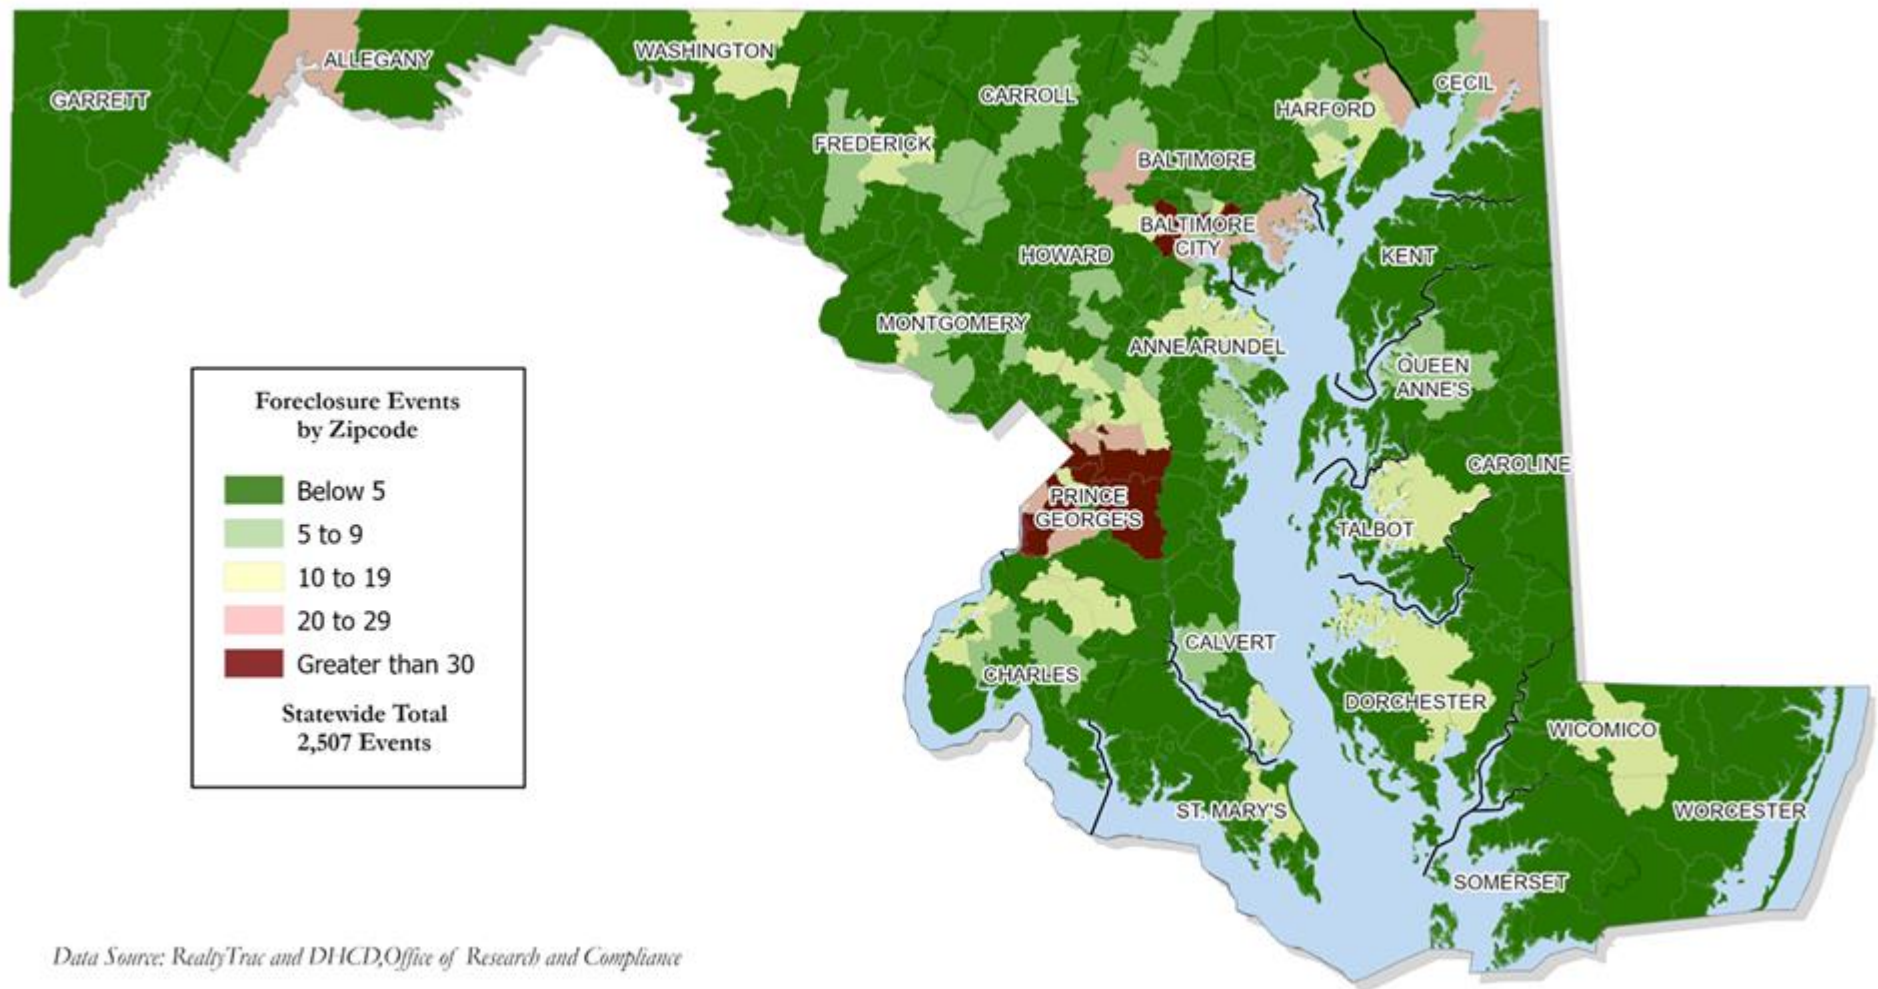 ALLEGANY
WASHINGTON
GARRETT
CARROLL
CECIL
HARFORD
FREDERICK
BALTIMORE
BALTIMORE
CITY
HOWARD
KENT
MONTGOMERY
ANNE ARUNDEL
QUEEN
ANNE'S
CAROLINE
PRINCE
GEORGE'S
TALBOT
CALVERT
CHARLES
DORCHESTER
WICOMICO
ST. MARY'S
WORCESTER
SOMERSET
Foreclosure Events
by Zipcode
Below 5
5 to 9
10 to 19
20 to 29
Greater than 30
Statewide Total
2,507 Events
Data Source: RealtyTrac and DHCD,Office of Research and Compliance